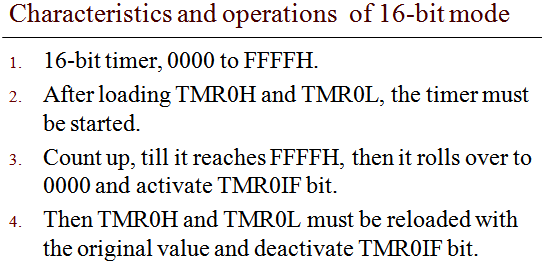 Characteristics and operations of 16-bit mode
1. 16-bit timer, 0000 to FFFFH.
2. After loading TMR0H and TMR0L, the timer must
be started.
3. Count up, till it reaches FFFFH, then it rolls over to
0000 and activate TMR0IF bit.
4. Then TMR0H and TMR0L must be reloaded with
the original value and deactivate TMR0IF bit.